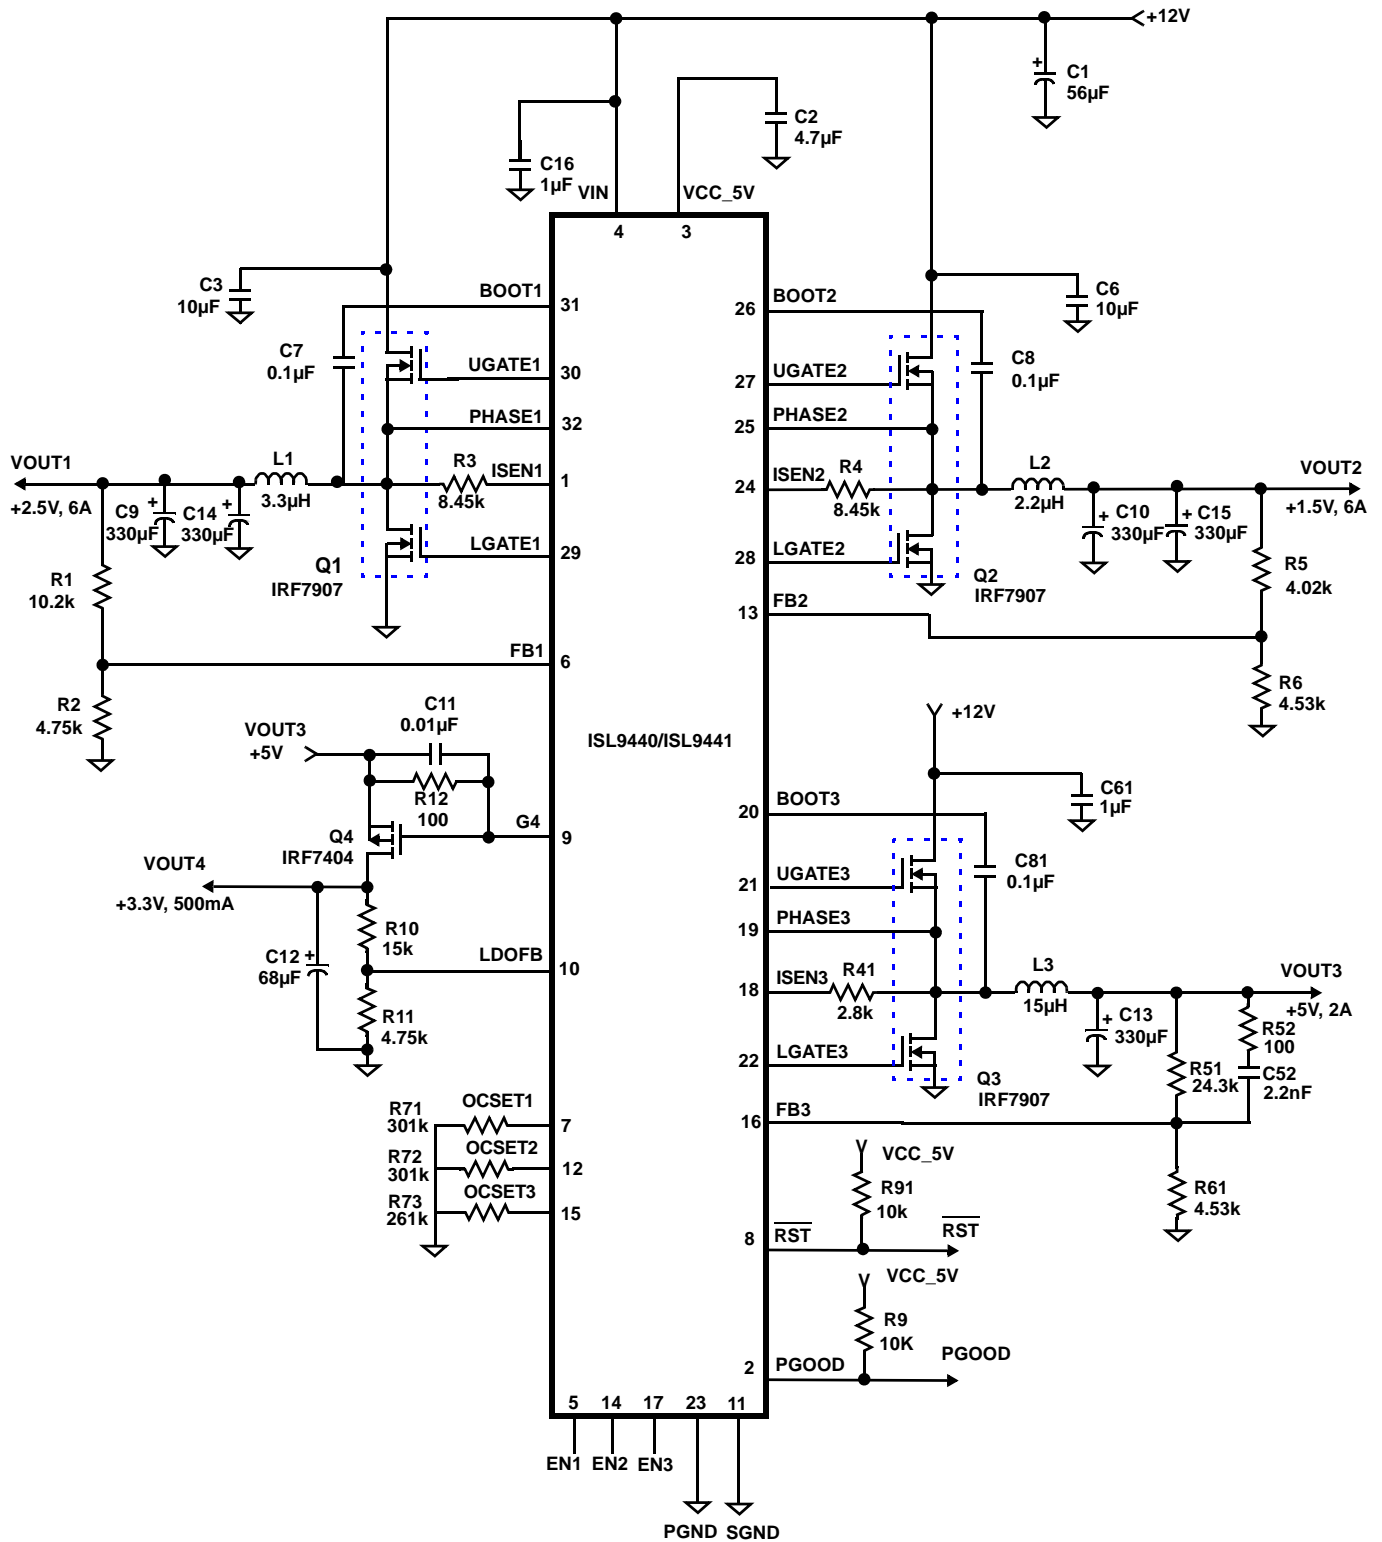 +12V
C1
56µF
C2
4.7µF
C16
1µF
VIN
VCC_5V
4
3
C3
10µF
BOOT1
31
C7
0.1µF
UGATE1
30
PHASE1
32
VOUT1
+2.5V, 6A
C9
330µF
C14
330µF
L1
3.3µH
R3
8.45k
ISEN1
1
LGATE1
29
Q1
IRF7907
R1
10.2k
FB1
6
R2
4.75k
26
BOOT2
C6
10µF
C8
0.1µF
27
UGATE2
25
PHASE2
24
ISEN2
R4
8.45k
L2
2.2µH
VOUT2
+1.5V, 6A
C10
330µF
C15
330µF
28
LGATE2
Q2
IRF7907
R5
4.02k
13
FB2
R6
4.53k
ISL9440/ISL9441
VOUT3
+5V
C11
0.01µF
R12
100
G4
9
Q4
IRF7404
VOUT4
+3.3V, 500mA
R10
15k
C12
68µF
LDOFB
10
R11
4.75k
+12V
C61
1µF
20
BOOT3
C81
0.1µF
21
UGATE3
19
PHASE3
18
ISEN3
R41
2.8k
L3
15µH
VOUT3
+5V, 2A
C13
330µF
R52
100
R51
24.3k
C52
2.2nF
22
LGATE3
Q3
IRF7907
16
FB3
R61
4.53k
R71
301k
OCSET1
7
R72
301k
OCSET2
12
R73
261k
OCSET3
15
VCC_5V
R91
10k
8
RST
RST
VCC_5V
R9
10K
2
PGOOD
PGOOD
5
14
17
23
11
EN1
EN2
EN3
PGND
SGND